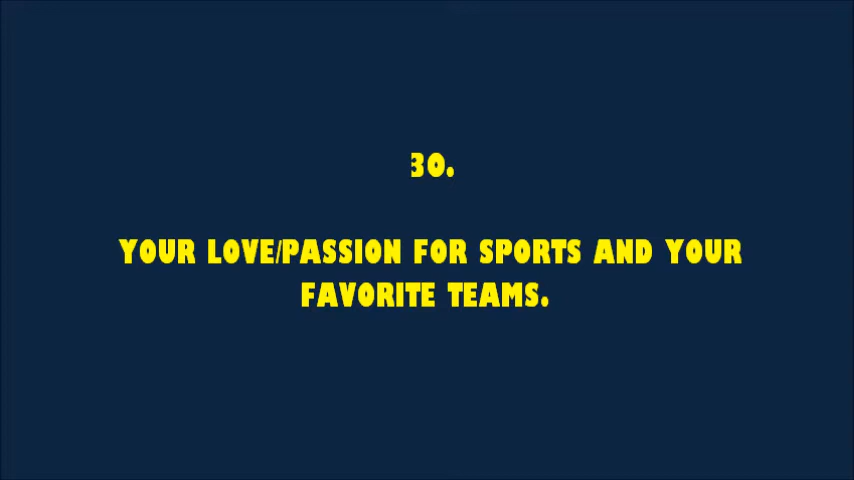 30.
YOUR LOVE/PASSION FOR SPORTS AND YOUR
FAVORITE TEAMS.